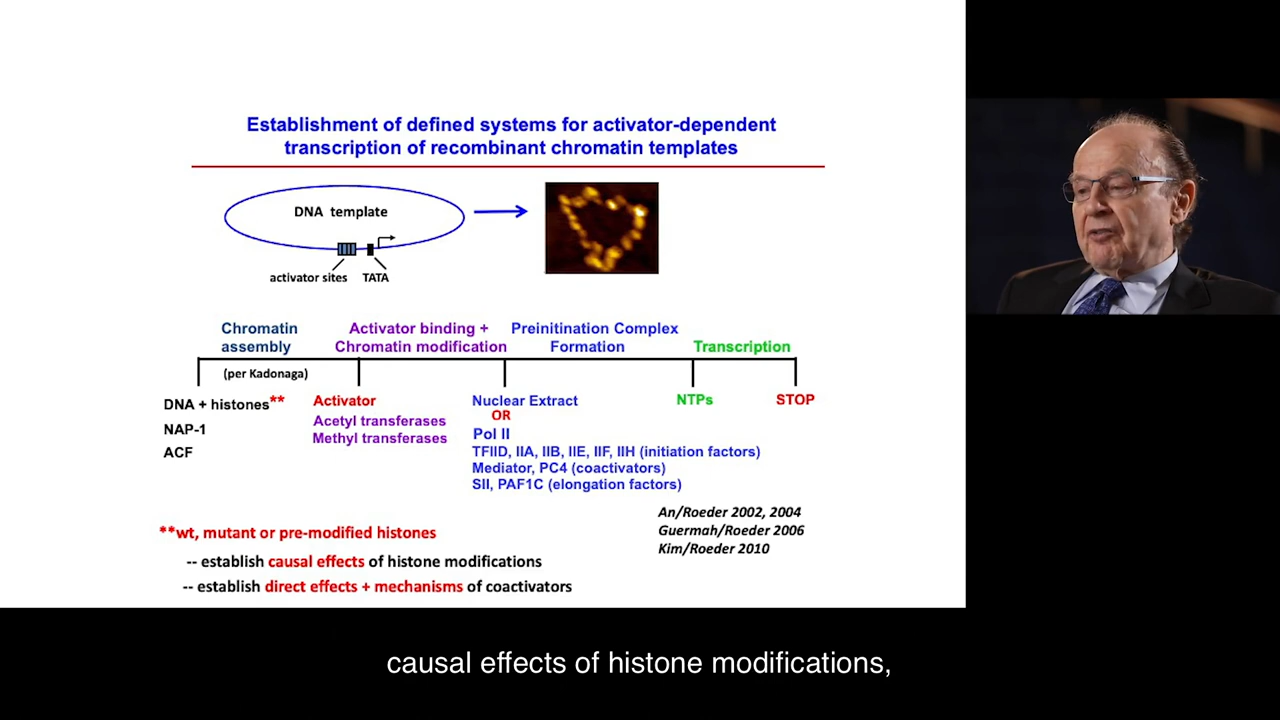 Establishment of defined systems for activator-dependent
transcription of recombinant chromatin templates
DNA template
activator sites
TATA
Chromatin
assembly
Activator binding +
Chromatin modification
Preinitination Complex
Formation
Transcription
(per Kadonaga)
DNA + histones**
NAP-1
ACF
Activator
Acetyl transferases
Methyl transferases
Nuclear Extract
OR
Pol II
TFIID, IIA, IIB, IIE, IIF, IIH (initiation factors)
Mediator, PC4 (coactivators)
SII, PAF1C (elongation factors)
NTPs
STOP
An/Roeder 2002, 2004
Guermah/Roeder 2006
Kim/Roeder 2010
**wt, mutant or pre-modified histones
-- establish causal effects of histone modifications
-- establish direct effects + mechanisms of coactivators
causal effects of histone modifications,